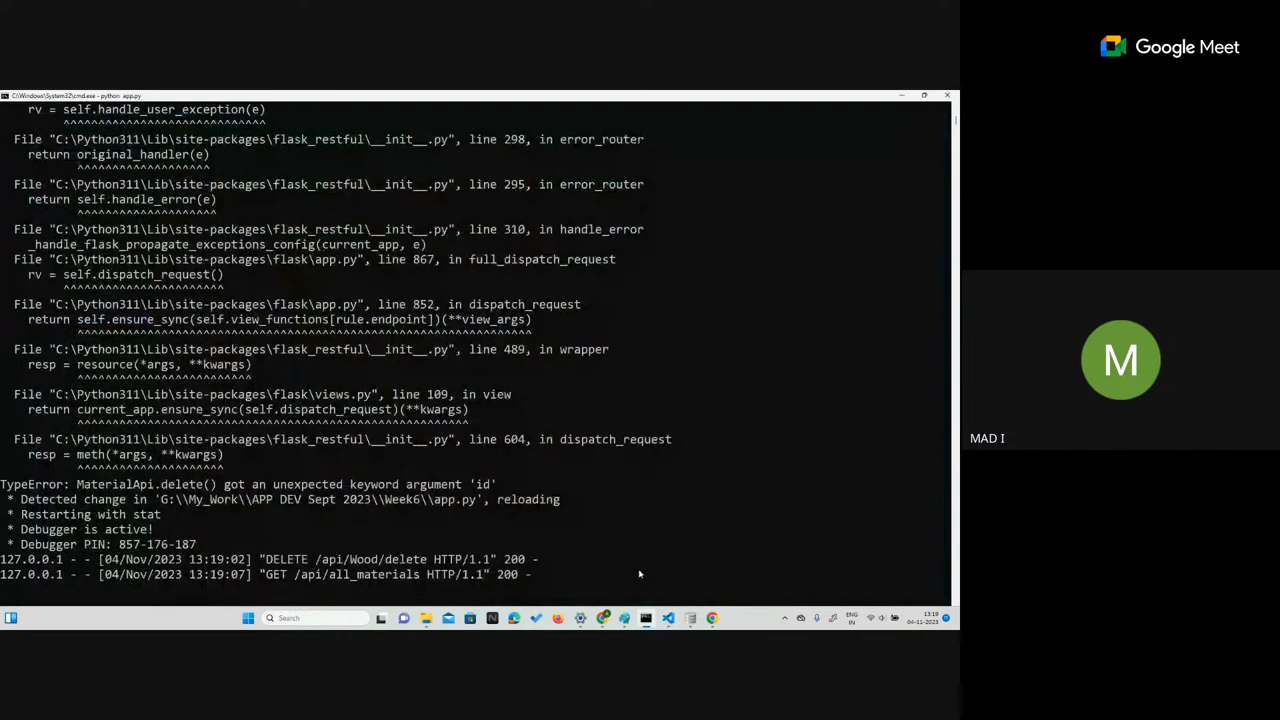 Google Meet
C:\Windows\System32\cmd.exe - python app.py
rv = self.handle_user_exception(e)
^^^^^^^^^^^^^^^^^^^^^^^^^^^^^
File "C:\Python311\Lib\site-packages\flask_restful\__init__.py", line 298, in error_router
return original_handler(e)
^^^^^^^^^^^^^^^^^^^
File "C:\Python311\Lib\site-packages\flask_restful\__init__.py", line 295, in error_router
return self.handle_error(e)
^^^^^^^^^^^^^^^^^^^^
File "C:\Python311\Lib\site-packages\flask_restful\__init__.py", line 310, in handle_error
_handle_flask_propagate_exceptions_config(current_app, e)
File "C:\Python311\Lib\site-packages\flask\app.py", line 867, in full_dispatch_request
rv = self.dispatch_request()
^^^^^^^^^^^^^^^^^^^^^
File "C:\Python311\Lib\site-packages\flask\app.py", line 852, in dispatch_request
return self.ensure_sync(self.view_functions[rule.endpoint])(**view_args)
^^^^^^^^^^^^^^^^^^^^^^^^^^^^^^^^^^^^^^^^^^^^^^^^^^^^^^^^^^^^^^^^^
File "C:\Python311\Lib\site-packages\flask_restful\__init__.py", line 489, in wrapper
resp = resource(*args, **kwargs)
^^^^^^^^^^^^^^^^^^^^^^^^^
File "C:\Python311\Lib\site-packages\flask\views.py", line 109, in view
return current_app.ensure_sync(self.dispatch_request)(**kwargs)
^^^^^^^^^^^^^^^^^^^^^^^^^^^^^^^^^^^^^^^^^^^^^^^^^^^^^^^^
File "C:\Python311\Lib\site-packages\flask_restful\__init__.py", line 604, in dispatch_request
resp = meth(*args, **kwargs)
^^^^^^^^^^^^^^^^^^^^^
TypeError: MaterialApi.delete() got an unexpected keyword argument 'id'
* Detected change in 'G:\\My_Work\\APP DEV Sept 2023\\Week6\\app.py', reloading
* Restarting with stat
* Debugger is active!
* Debugger PIN: 857-176-187
127.0.0.1 - - [04/Nov/2023 13:19:02] "DELETE /api/Wood/delete HTTP/1.1" 200 -
127.0.0.1 - - [04/Nov/2023 13:19:07] "GET /api/all_materials HTTP/1.1" 200 -
Search
ENG
IN
13:19
04-11-2023
M
MAD I